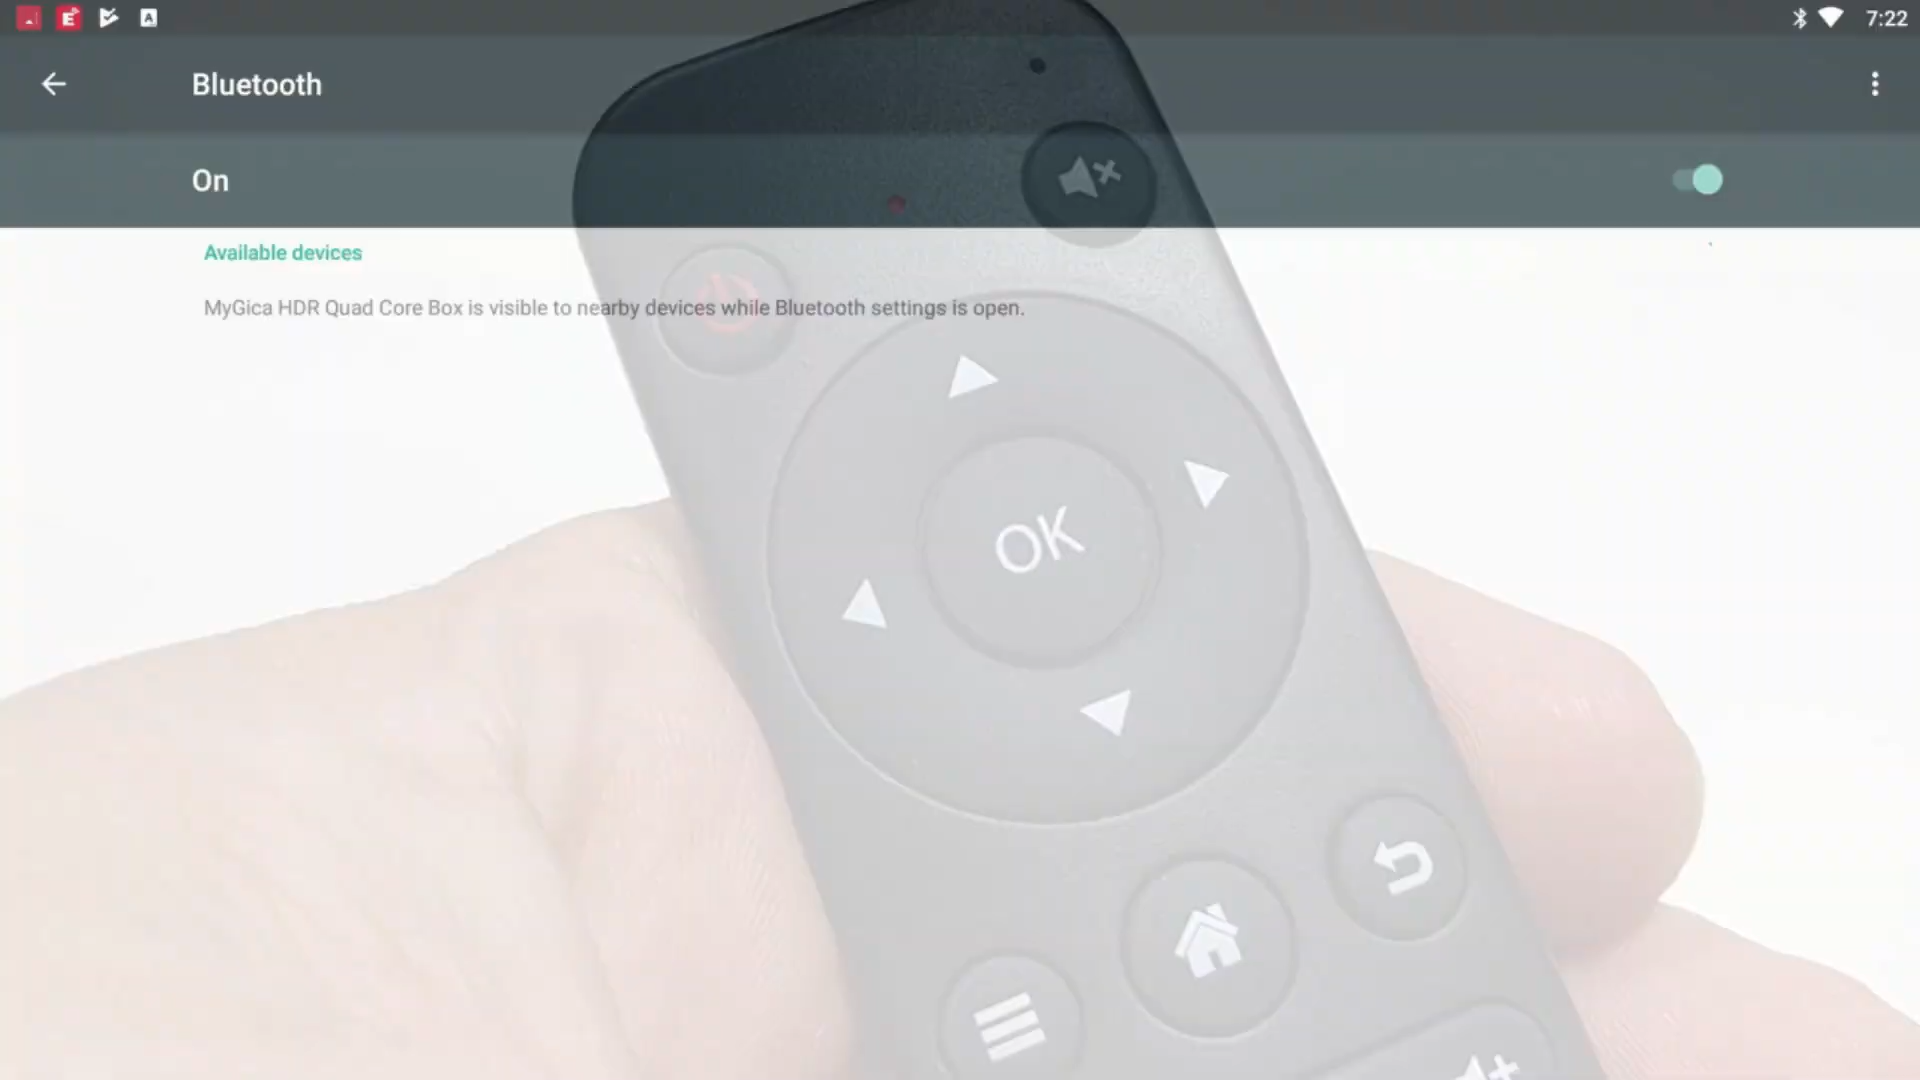 E
A
7:22
Bluetooth
On
Available devices
MyGica HDR Quad Core Box is visible to nearby devices while Bluetooth settings is open.
OK